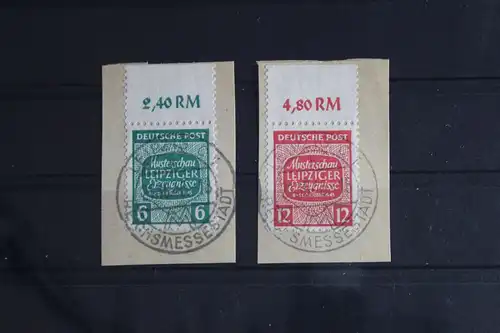 2,40 RM
DEUTSCHE POST
Musterschau
LEIPZIGER
Erzeugnisse
6 6
REICHSMESSESTADT
4,80 RM
DEUTSCHE POST
Musterschau
LEIPZIGER
Erzeugnisse
12 12
SMESSESTADT